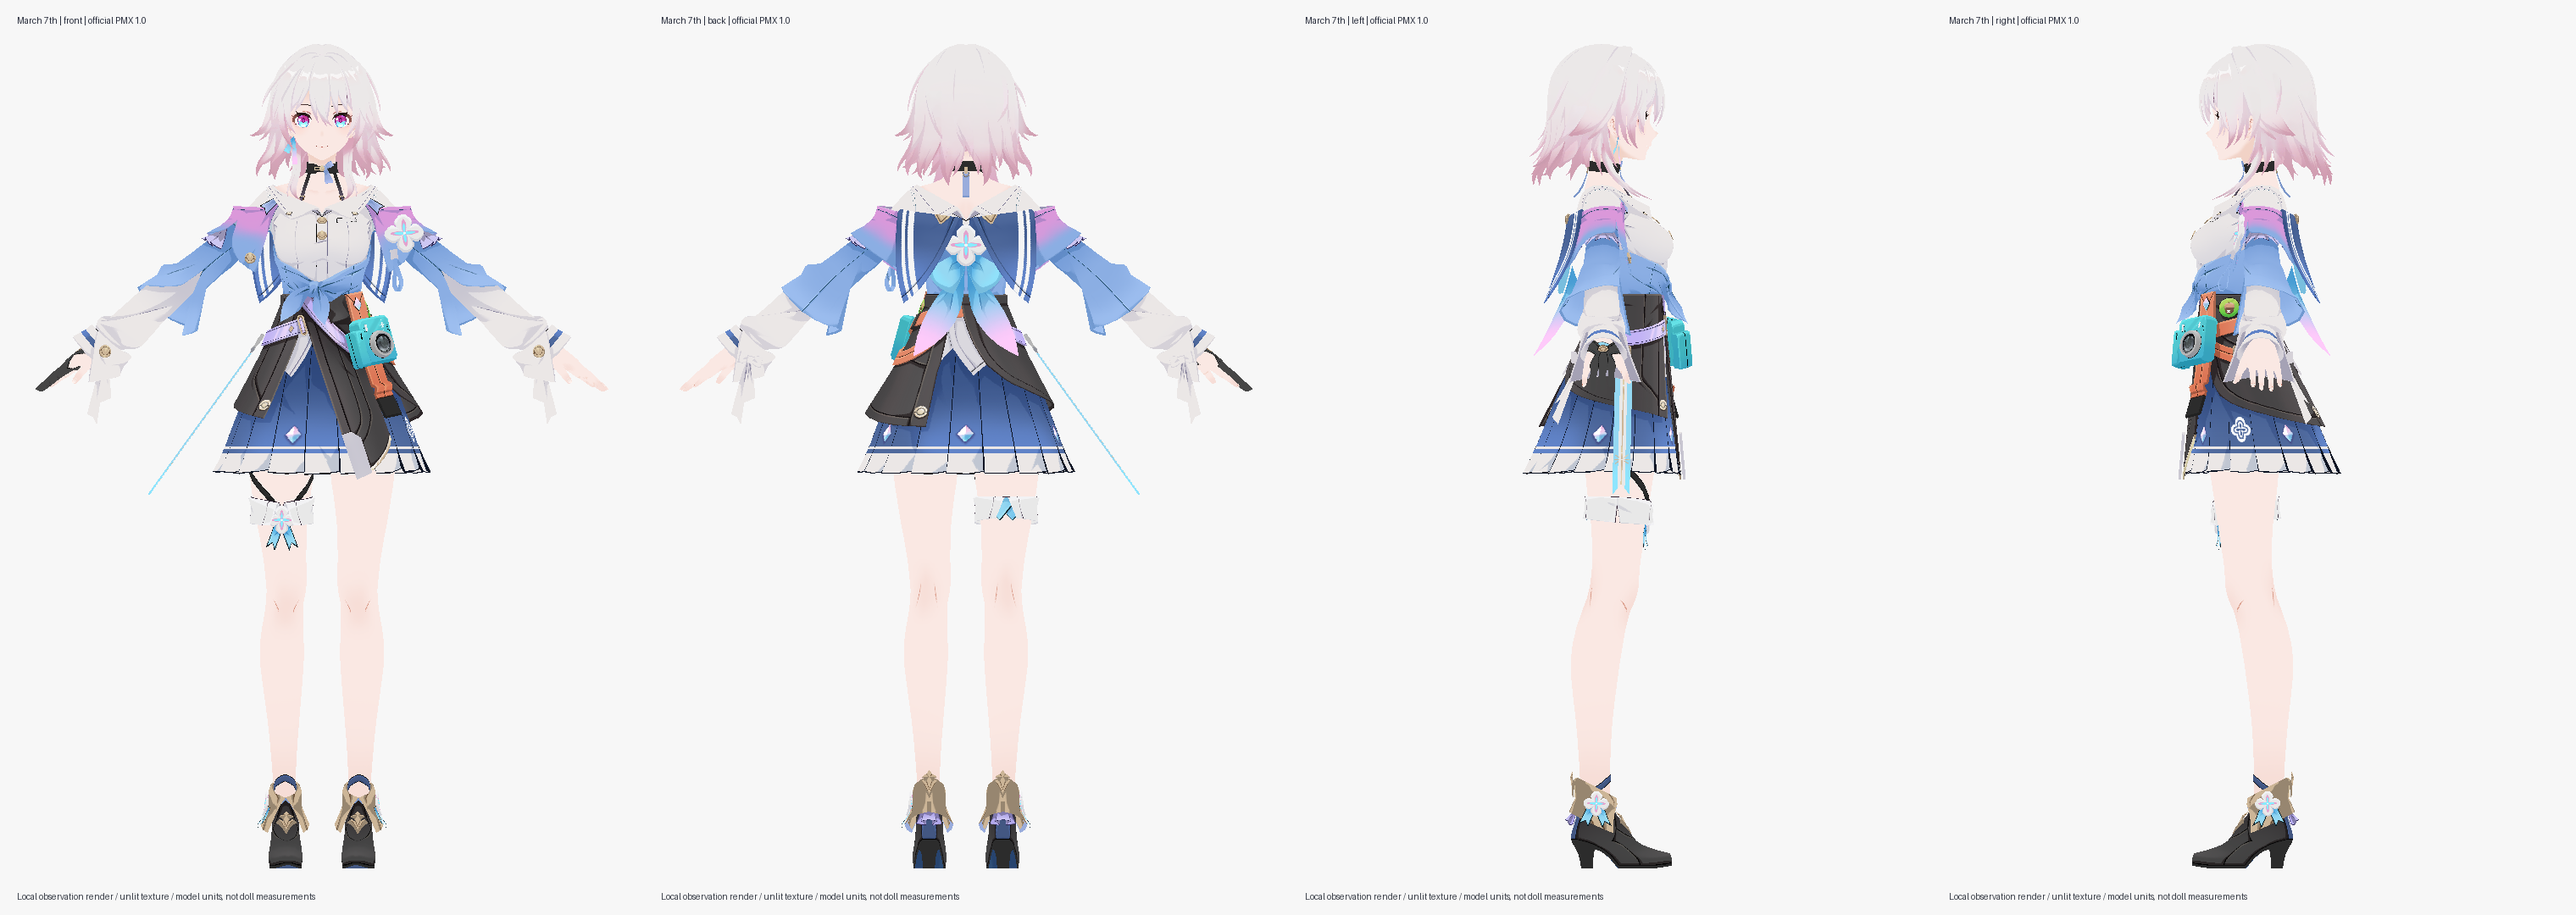 March 7th | front | official PMX 1.0
March 7th | back | official PMX 1.0
March 7th | left | official PMX 1.0
March 7th | right | official PMX 1.0
Local observation render / unlit texture / model units, not doll measurements
Local observation render / unlit texture / model units, not doll measurements
Local observation render / unlit texture / model units, not doll measurements
Local observation render / unlit texture / model units, not doll measurements